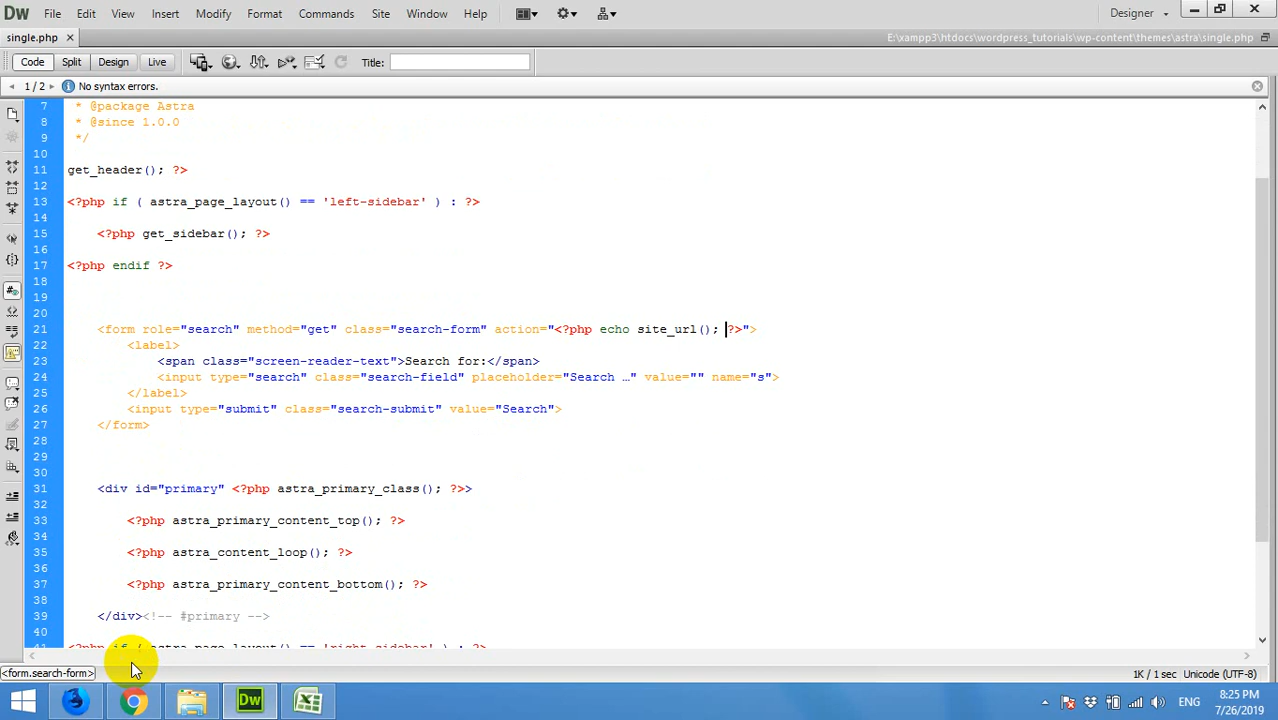 Dw File Edit View Insert Modify Format Commands Site Window Help Designer
single.php × E:\xampp3\htdocs\wordpress_tutorials\wp-content\themes\astra\single.php
Code Split Design Live Title:
1 / 2 No syntax errors.
7 * @package Astra
8 * @since 1.0.0
9 */
10
11 get_header(); ?>
12
13 <?php if ( astra_page_layout() == 'left-sidebar' ) : ?>
14
15 <?php get_sidebar(); ?>
16
17 <?php endif ?>
18
19
20
21 <form role="search" method="get" class="search-form" action="<?php echo site_url(); ?>">
22 <label>
23 <span class="screen-reader-text">Search for:</span>
24 <input type="search" class="search-field" placeholder="Search …" value="" name="s">
25 </label>
26 <input type="submit" class="search-submit" value="Search">
27 </form>
28
29
30
31 <div id="primary" <?php astra_primary_class(); ?>>
32
33 <?php astra_primary_content_top(); ?>
34
35 <?php astra_content_loop(); ?>
36
37 <?php astra_primary_content_bottom(); ?>
38
39 </div><!-- #primary -->
40
41 <?php if ( astra_page_layout() == 'right-sidebar' ) : ?>
<form.search-form> 1K / 1 sec Unicode (UTF-8)
Dw ENG 8:25 PM
7/26/2019